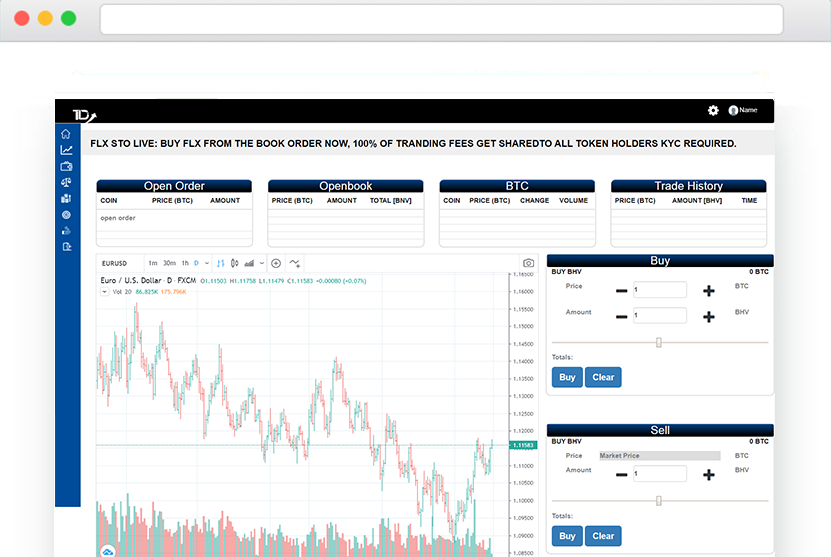 TD
Name
FLX STO LIVE: BUY FLX FROM THE BOOK ORDER NOW, 100% OF TRANDING FEES GET SHAREDTO ALL TOKEN HOLDERS KYC REQUIRED.
Open Order
COIN PRICE (BTC) AMOUNT
open order
Openbook
PRICE (BTC) AMOUNT TOTAL [BNV]
BTC
COIN PRICE (BTC) CHANGE VOLUME
Trade History
PRICE (BTC) AMOUNT [BHV] TIME
EURUSD 1m 30m 1h D
Euro / U.S. Dollar · D · FXCM O1.11503 H1.11758 L1.11479 C1.11583 +0.00080 (+0.07%)
Vol 20 86.825K 175.796K
1.16500
1.16000
1.15500
1.15000
1.14500
1.14000
1.13500
1.13000
1.12500
1.12000
1.11583
1.11000
1.10500
1.10000
1.09500
1.09000
1.08500
Buy
BUY BHV 0 BTC
Price 1 BTC
Amount 1 BHV
Totals:
Buy Clear
Sell
BUY BHV 0 BTC
Price Market Price BTC
Amount 1 BHV
Totals:
Buy Clear